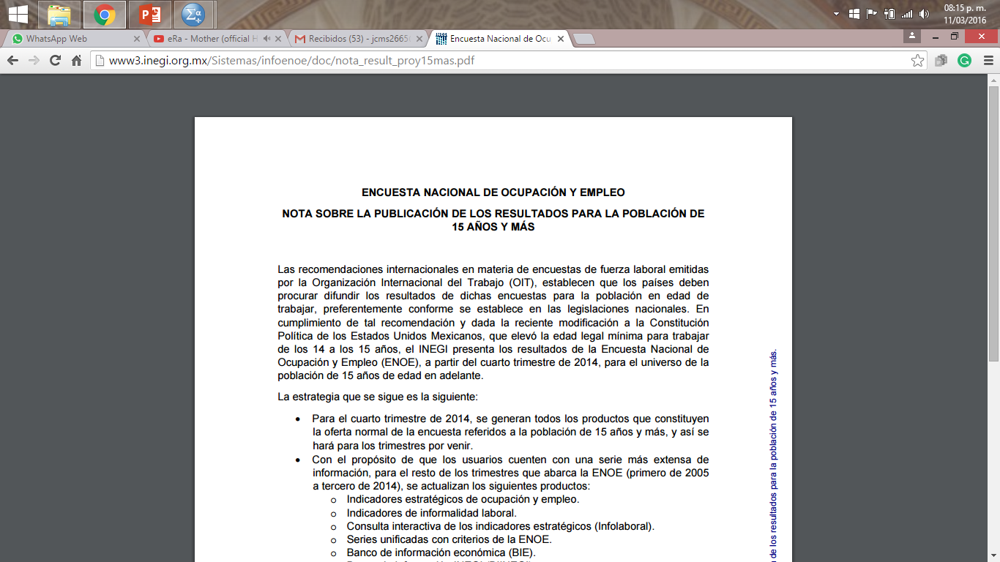 08:15 p. m.
11/03/2016
WhatsApp Web
eRa - Mother (official H
Recibidos (53) - jcms2665
Encuesta Nacional de Ocu
www3.inegi.org.mx/Sistemas/infoenoe/doc/nota_result_proy15mas.pdf
ENCUESTA NACIONAL DE OCUPACIÓN Y EMPLEO
NOTA SOBRE LA PUBLICACIÓN DE LOS RESULTADOS PARA LA POBLACIÓN DE
15 AÑOS Y MÁS
Las recomendaciones internacionales en materia de encuestas de fuerza laboral emitidas
por la Organización Internacional del Trabajo (OIT), establecen que los países deben
procurar difundir los resultados de dichas encuestas para la población en edad de
trabajar, preferentemente conforme se establece en las legislaciones nacionales. En
cumplimiento de tal recomendación y dada la reciente modificación a la Constitución
Política de los Estados Unidos Mexicanos, que elevó la edad legal mínima para trabajar
de los 14 a los 15 años, el INEGI presenta los resultados de la Encuesta Nacional de
Ocupación y Empleo (ENOE), a partir del cuarto trimestre de 2014, para el universo de la
población de 15 años de edad en adelante.
La estrategia que se sigue es la siguiente:
• Para el cuarto trimestre de 2014, se generan todos los productos que constituyen
la oferta normal de la encuesta referidos a la población de 15 años y más, y así se
hará para los trimestres por venir.
• Con el propósito de que los usuarios cuenten con una serie más extensa de
información, para el resto de los trimestres que abarca la ENOE (primero de 2005
a tercero de 2014), se actualizan los siguientes productos:
o Indicadores estratégicos de ocupación y empleo.
o Indicadores de informalidad laboral.
o Consulta interactiva de los indicadores estratégicos (Infolaboral).
o Series unificadas con criterios de la ENOE.
o Banco de información económica (BIE).
de los resultados para la población de 15 años y más.